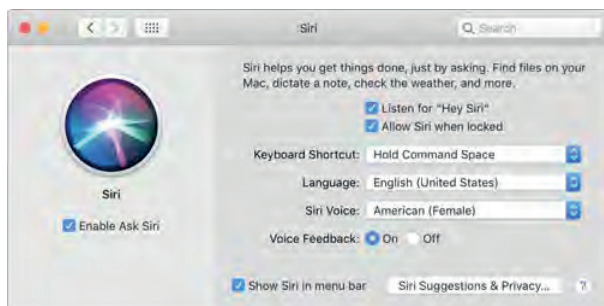 Siri
Search
Siri helps you get things done, just by asking. Find files on your
Mac, dictate a note, check the weather, and more.
Listen for "Hey Siri"
Allow Siri when locked
Keyboard Shortcut: Hold Command Space
Language: English (United States)
Siri
Siri Voice: American (Female)
Enable Ask Siri
Voice Feedback: On Off
Show Siri in menu bar Siri Suggestions & Privacy... ?